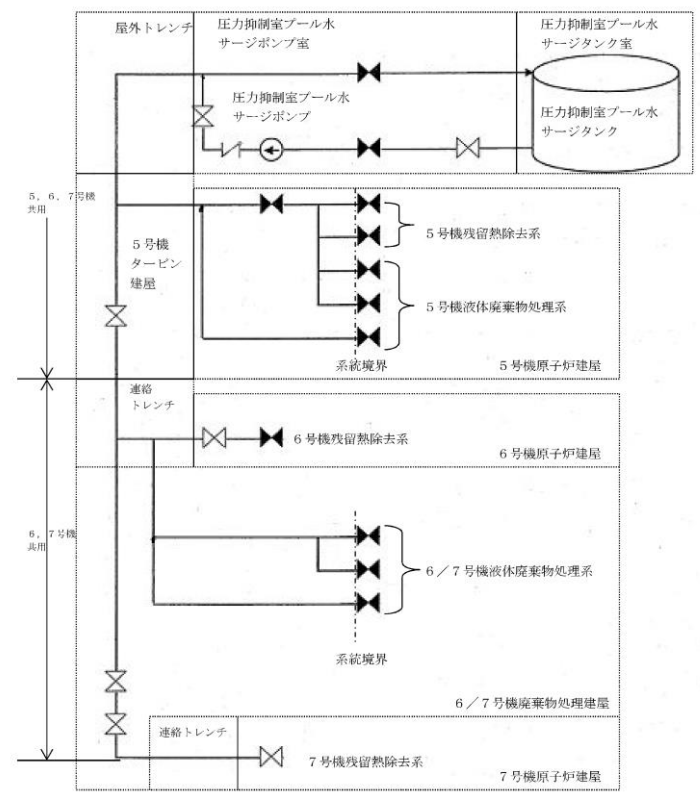 屋外トレンチ
圧力抑制室プール水
サージポンプ室
圧力抑制室プール水
サージタンク室
圧力抑制室プール水
サージポンプ
圧力抑制室プール水
サージタンク
５，６，７号機
共用
５号機
タービン
建屋
５号機残留熱除去系
５号機液体廃棄物処理系
系統境界
５号機原子炉建屋
連絡
トレンチ
６号機残留熱除去系
６号機原子炉建屋
６，７号機
共用
６／７号機液体廃棄物処理系
系統境界
６／７号機廃棄物処理建屋
連絡トレンチ
７号機残留熱除去系
７号機原子炉建屋